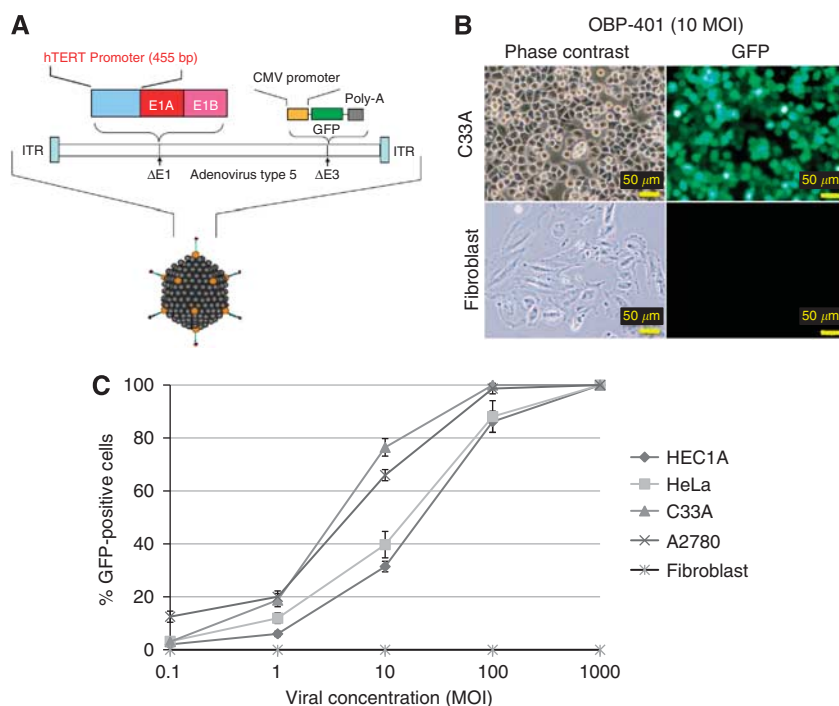 A
hTERT Promoter (455 bp)
E1A
E1B
CMV promoter
Poly-A
GFP
ITR
ITR
ΔE1
Adenovirus type 5
ΔE3
B
OBP-401 (10 MOI)
Phase contrast
GFP
C33A
50 μm
50 μm
Fibroblast
50 μm
50 μm
C
% GFP-positive cells
100
80
60
40
20
0
0.1
1
10
100
1000
Viral concentration (MOI)
HEC1A
HeLa
C33A
A2780
Fibroblast